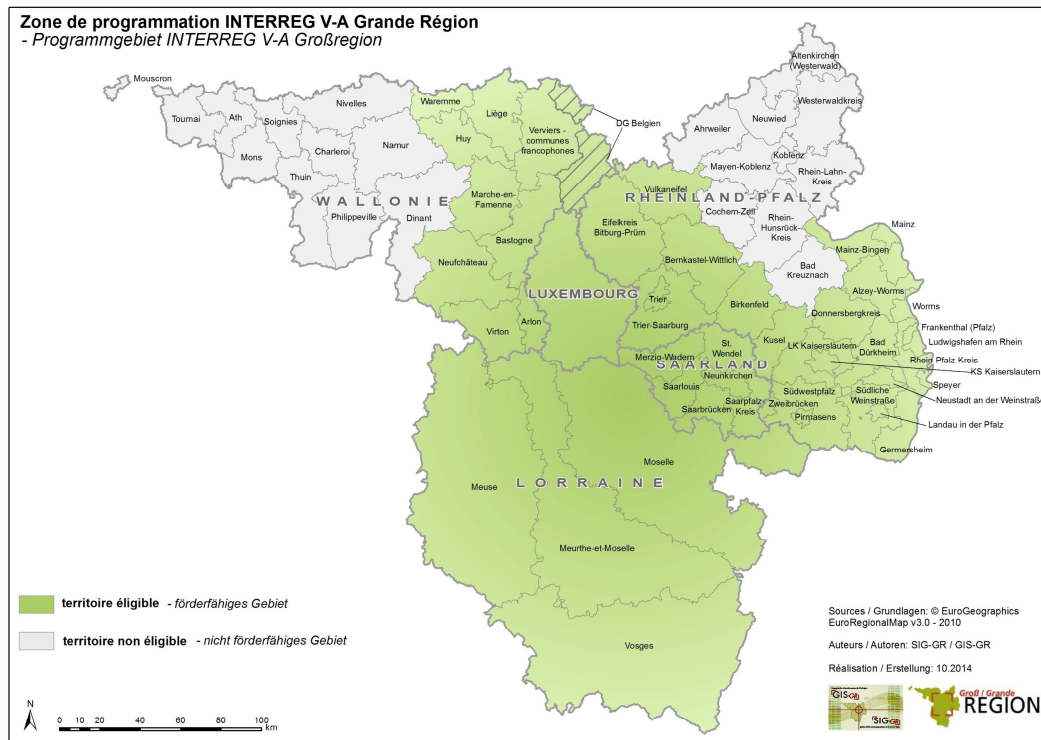 Zone de programmation INTERREG V-A Grande Région
- Programmgebiet INTERREG V-A Großregion
Mouscron
Tournai
Ath
Soignies
Nivelles
Mons
Charleroi
Namur
Thuin
WALLONIE
Philippeville
Dinant
Waremme
Liège
Huy
Verviers -
communes
francophones
DG Belgien
Marche-en-
Famenne
Bastogne
Neufchâteau
Virton
Arlon
LUXEMBOURG
Altenkirchen
(Westerwald)
Westerwaldkreis
Neuwied
Ahrweiler
Koblenz
Mayen-Koblenz
Rhein-Lahn-
Kreis
Vulkaneifel
RHEINLAND-PFALZ
Cochem-Zell
Eifelkreis
Bitburg-Prüm
Rhein-
Hunsrück-
Kreis
Mainz
Mainz-Bingen
Bernkastel-Wittlich
Bad
Kreuznach
Alzey-Worms
Trier
Birkenfeld
Worms
Donnersbergkreis
Trier-Saarburg
Frankenthal (Pfalz)
Kusel
LK Kaiserslautern
Bad
Dürkheim
Ludwigshafen am Rhein
Rhein-Pfalz-Kreis
KS Kaiserslautern
St.
Wendel
Merzig-Wadern
SAARLAND
Neunkirchen
Saarlouis
Saarpfalz-
Kreis
Saarbrücken
Südwestpfalz
Zweibrücken
Pirmasens
Südliche
Weinstraße
Speyer
Neustadt an der Weinstraße
Landau in der Pfalz
Germersheim
Moselle
Meuse
LORRAINE
Meurthe-et-Moselle
Vosges
territoire éligible - förderfähiges Gebiet
territoire non éligible - nicht förderfähiges Gebiet
N
0 10 20 40 60 80 100
km
Sources / Grundlagen: © EuroGeographics
EuroRegionalMap v3.0 - 2010
Auteurs / Autoren: SIG-GR / GIS-GR
Réalisation / Erstellung: 10.2014
GIS-GR
SIG-GR
Groß / Grande
REGION